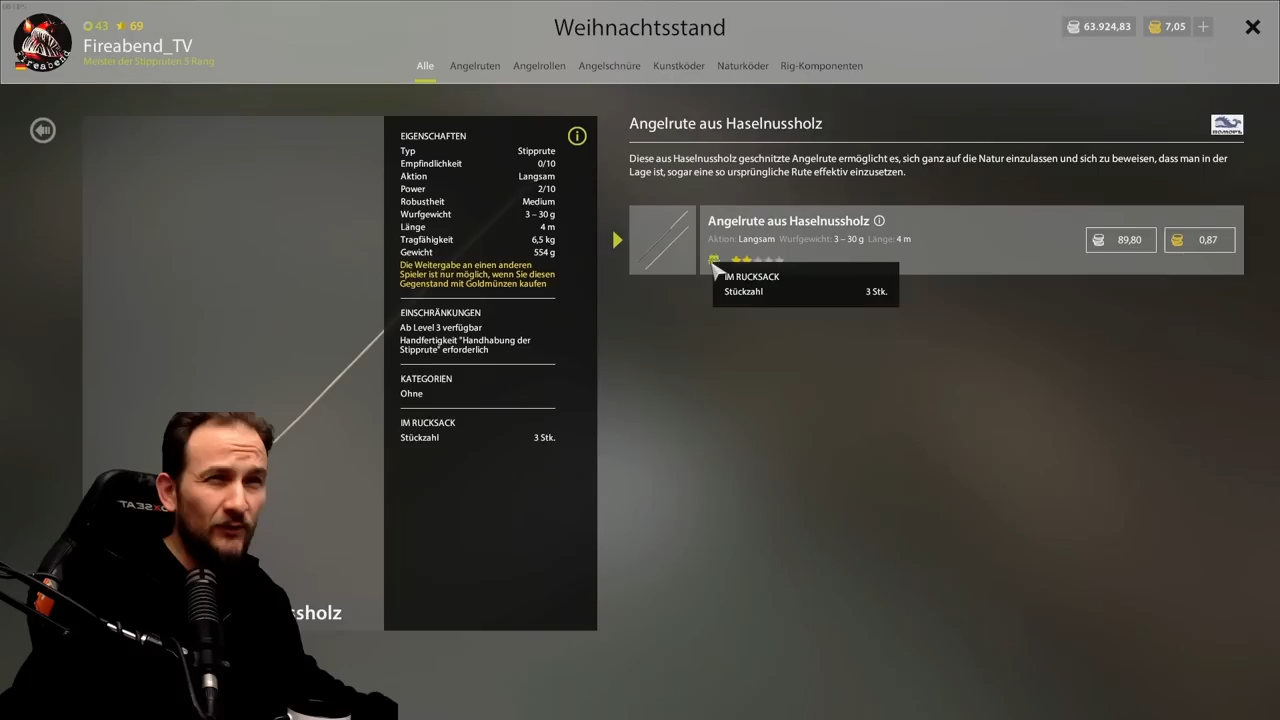 43 69
Fireabend_TV
Meister der Stippruten 3 Rang
Weihnachtsstand
63.924,83 7,05
Alle Angelruten Angelrollen Angelschnüre Kunstköder Naturköder Rig-Komponenten
EIGENSCHAFTEN
Typ Stipprute
Empfindlichkeit 0/10
Aktion Langsam
Power 2/10
Robustheit Medium
Wurfgewicht 3 – 30 g
Länge 4 m
Tragfähigkeit 6,5 kg
Gewicht 554 g
Die Weitergabe an einen anderen
Spieler ist nur möglich, wenn Sie diesen
Gegenstand mit Goldmünzen kaufen
EINSCHRÄNKUNGEN
Ab Level 3 verfügbar
Handfertigkeit "Handhabung der
Stipprute" erforderlich
KATEGORIEN
Ohne
IM RUCKSACK
Stückzahl 3 Stk.
Angelrute aus Haselnussholz
Diese aus Haselnussholz geschnitzte Angelrute ermöglicht es, sich ganz auf die Natur einzulassen und sich zu beweisen, dass man in der
Lage ist, sogar eine so ursprüngliche Rute effektiv einzusetzen.
Angelrute aus Haselnussholz
Aktion: Langsam Wurfgewicht: 3 – 30 g Länge: 4 m
89,80 0,87
IM RUCKSACK
Stückzahl 3 Stk.
ssholz